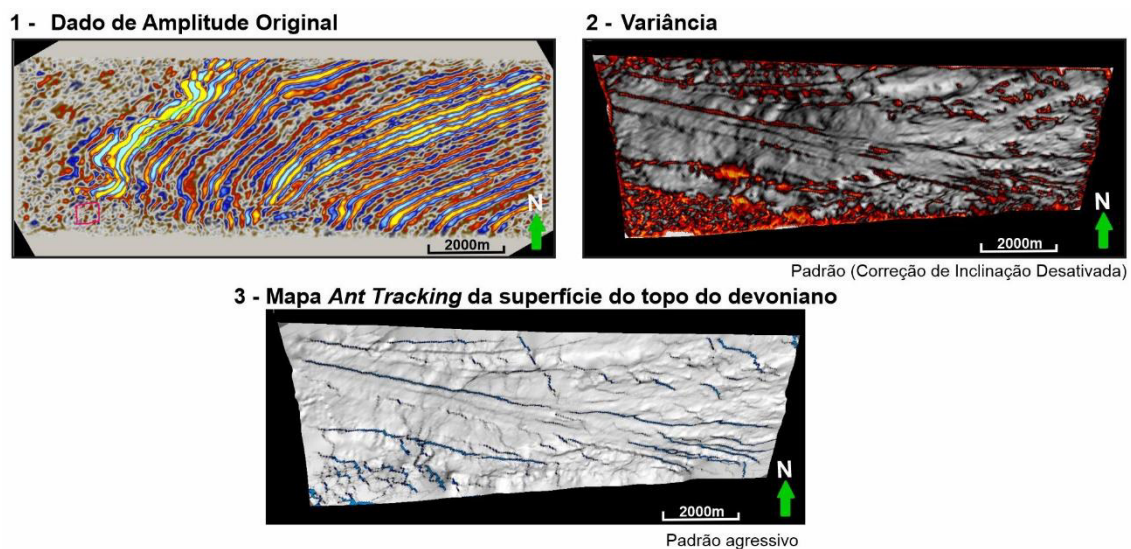 1 - Dado de Amplitude Original
2 - Variância
N
2000m
N
2000m
Padrão (Correção de Inclinação Desativada)
3 - Mapa Ant Tracking da superfície do topo do devoniano
N
2000m
Padrão agressivo